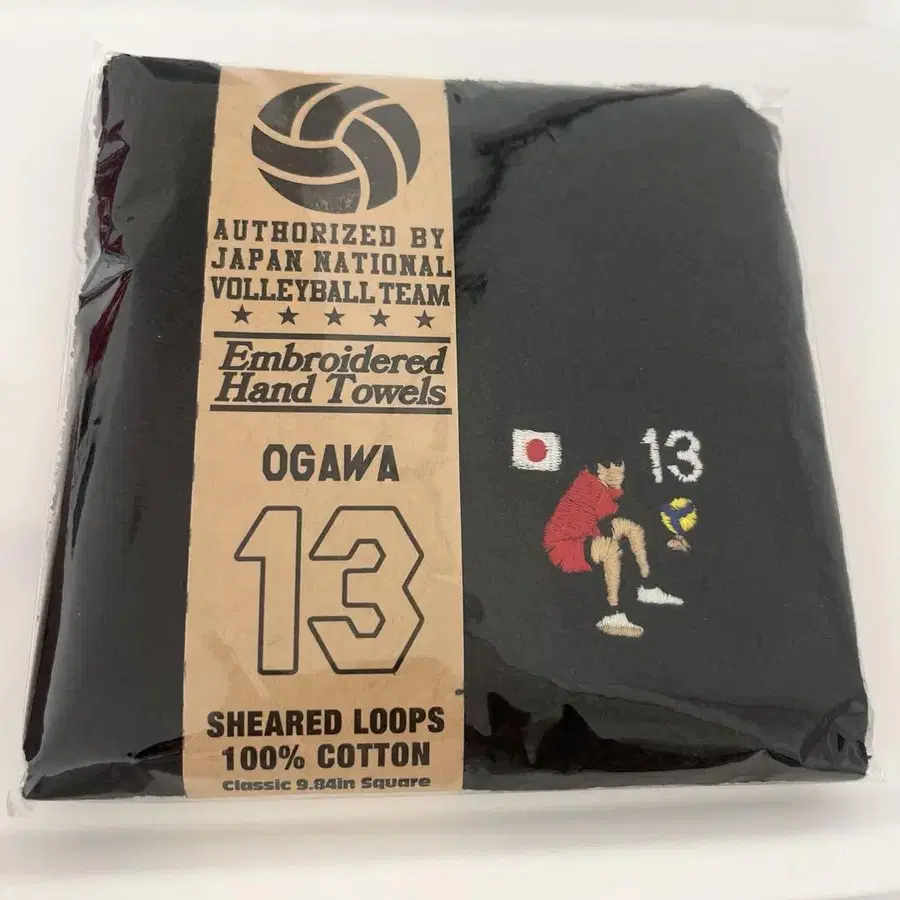 AUTHORIZED BY
JAPAN NATIONAL
VOLLEYBALL TEAM
Embroidered
Hand Towels
OGAWA
13
SHEARED LOOPS
100% COTTON
Classic 9.84in Square
13